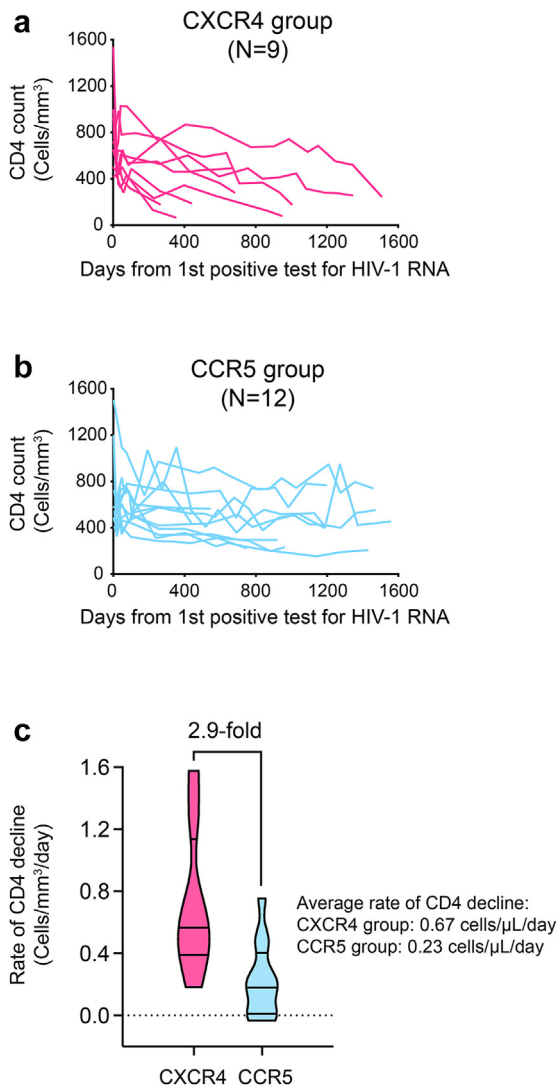 a
CXCR4 group
(N=9)
CD4 count
(Cells/mm³)
1600
1200
800
400
0
0 400 800 1200 1600
Days from 1st positive test for HIV-1 RNA
b
CCR5 group
(N=12)
CD4 count
(Cells/mm³)
1600
1200
800
400
0
0 400 800 1200 1600
Days from 1st positive test for HIV-1 RNA
c
2.9-fold
Rate of CD4 decline
(Cells/mm³/day)
1.6
1.2
0.8
0.4
0.0
Average rate of CD4 decline:
CXCR4 group: 0.67 cells/µL/day
CCR5 group: 0.23 cells/µL/day
CXCR4 CCR5